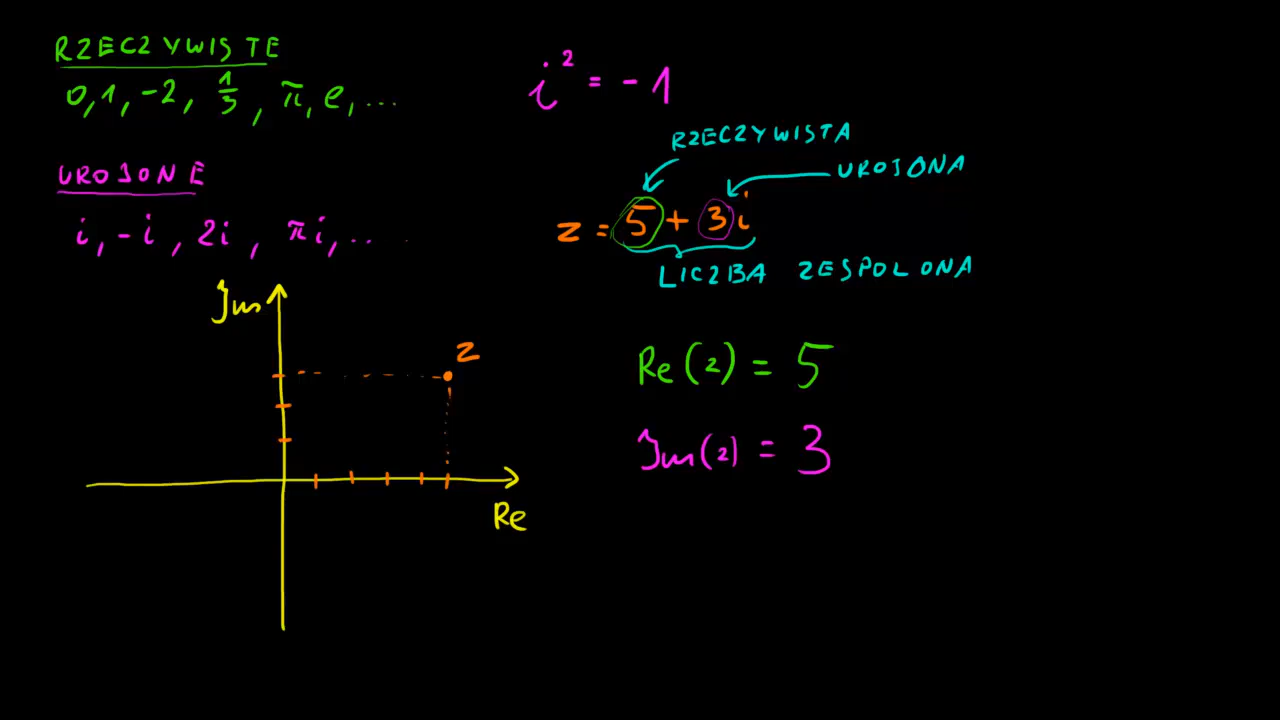 RZECZYWISTE
0, 1, -2, 1/3, π, e, ...
UROJONE
i, -i, 2i, πi, ...
i² = -1
RZECZYWISTA
UROJONA
z = 5 + 3i
LICZBA ZESPOLONA
Im
z
Re
Re(z) = 5
Im(z) = 3